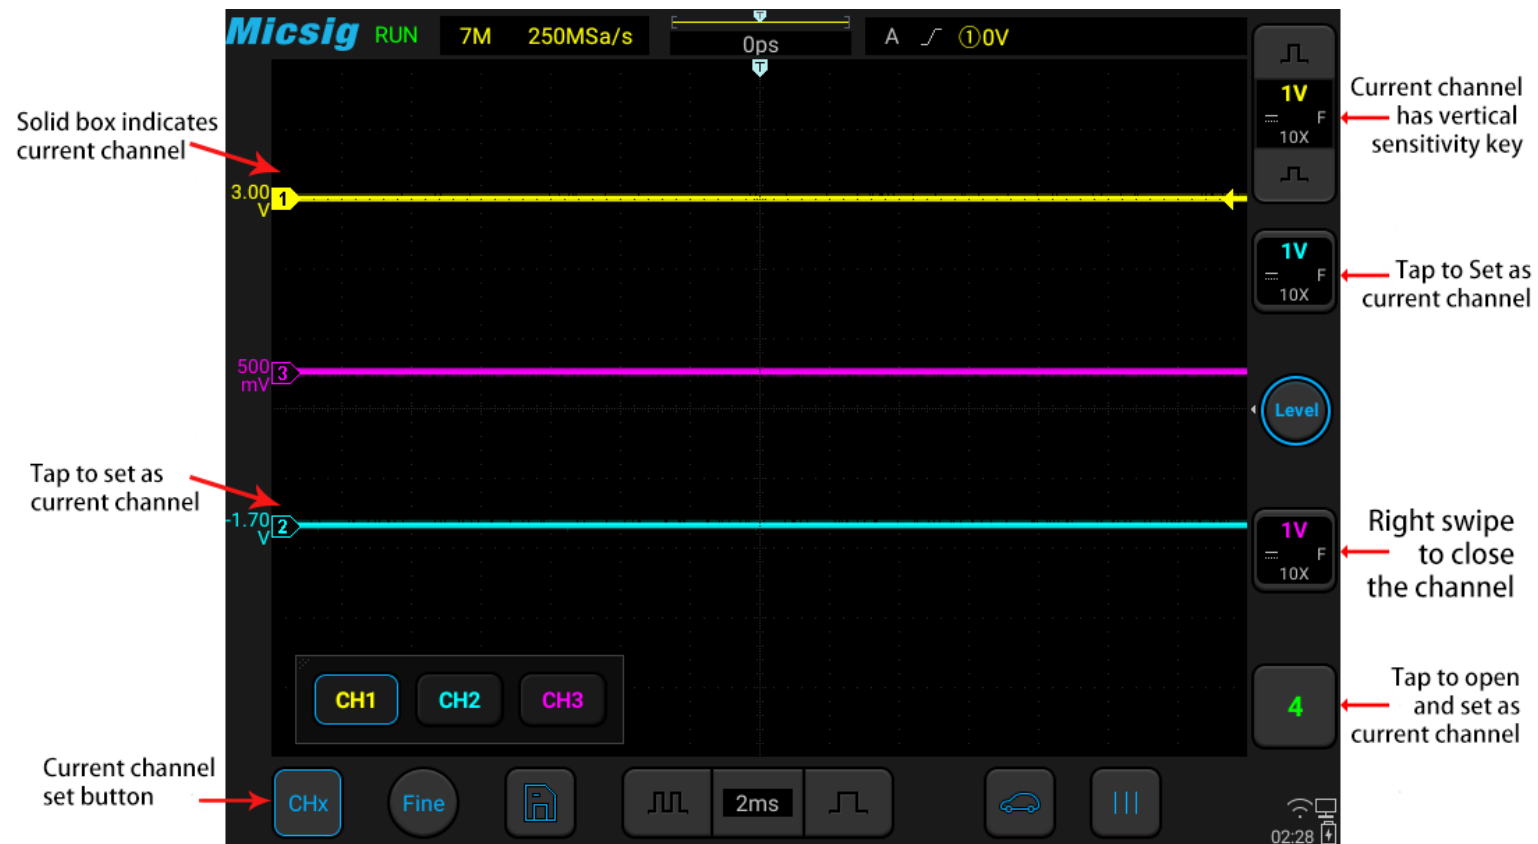 Micsig RUN 7M 250MSa/s T 0ps A ①0V
T
Solid box indicates
current channel
3.00
V
1
500
mV
3
Tap to set as
current channel
-1.70
V
2
CH1 CH2 CH3
Current channel
set button
CHx Fine 2ms
1V
F
10X
Current channel
has vertical
sensitivity key
1V
F
10X
Tap to Set as
current channel
Level
1V
F
10X
Right swipe
to close
the channel
4
Tap to open
and set as
current channel
02:28